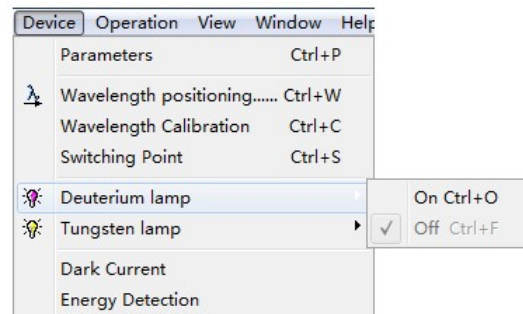 Device Operation View Window Help
Parameters Ctrl+P
Wavelength positioning...... Ctrl+W
Wavelength Calibration Ctrl+C
Switching Point Ctrl+S
Deuterium lamp
On Ctrl+O
Tungsten lamp
Off Ctrl+F
Dark Current
Energy Detection